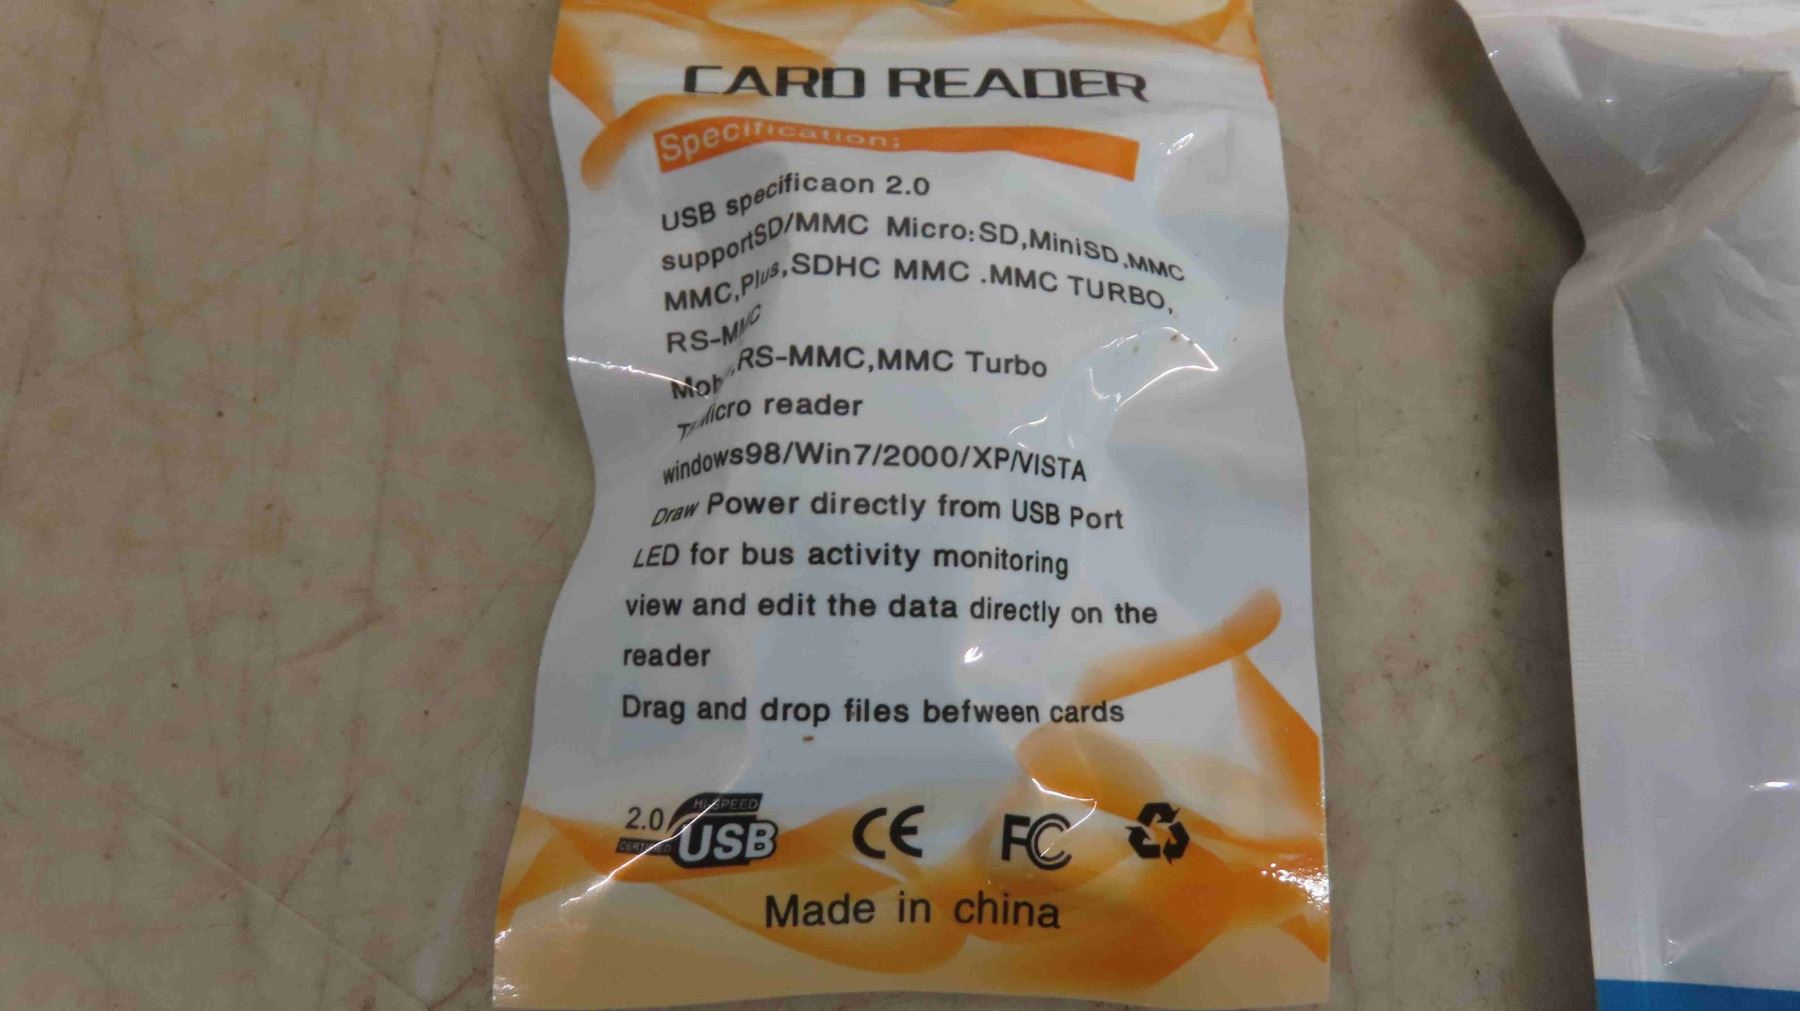 CARD READER
Specification:
USB specificaon 2.0
supportSD/MMC Micro:SD,MiniSD,MMC
MMC,Plus,SDHC MMC .MMC TURBO,
RS-MMC
,RS-MMC,MMC Turbo
reader
windows98/Win7/2000/XP/VISTA
Draw Power directly from USB Port
LED for bus activity monitoring
view and edit the data directly on the
reader
Drag and drop files befween cards
2.0 HI-SPEED
CERTIFIED USB
CE FC
Made in china